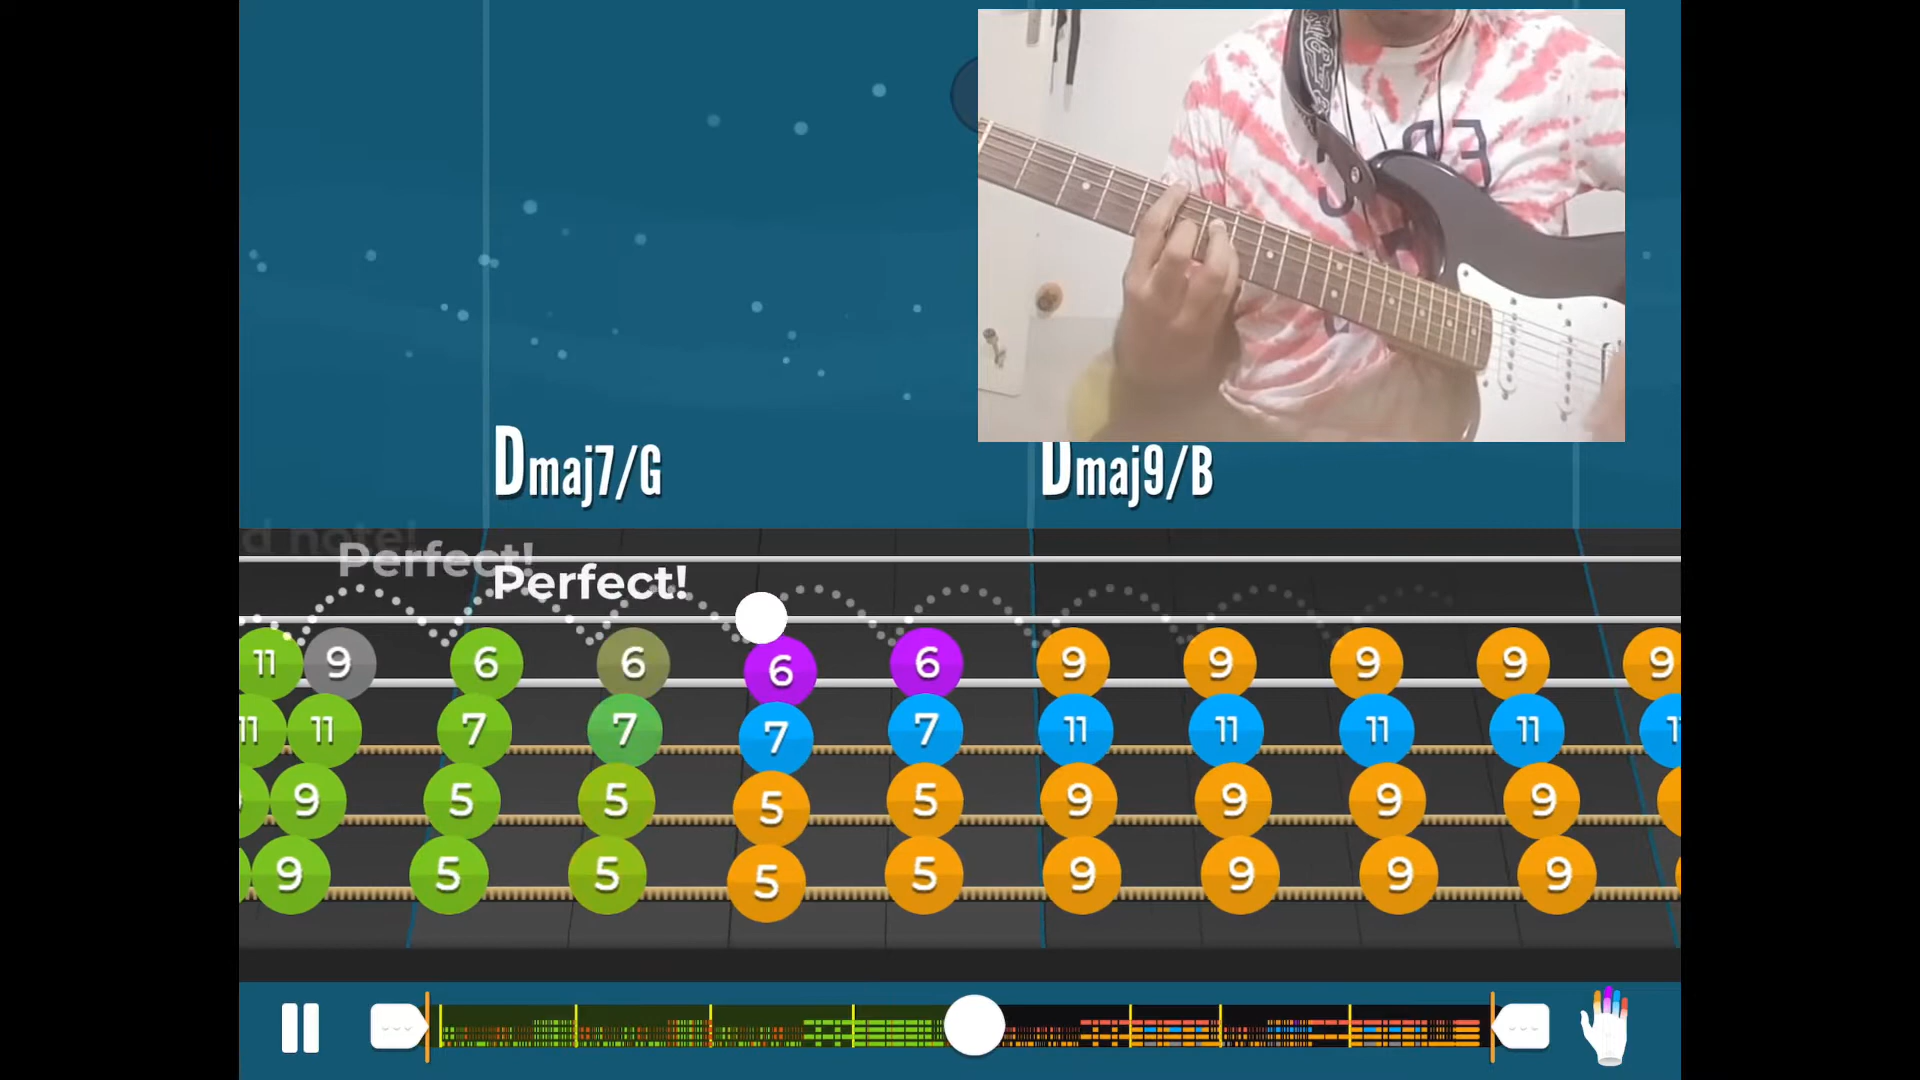 Dmaj7/G Dmaj9/B
d note!
Perfect!
Perfect!
11 9 6 6 6 6 9 9 9 9 9
11 11 7 7 7 7 11 11 11 11
9 5 5 5 5 9 9 9 9
9 5 5 5 5 9 9 9 9